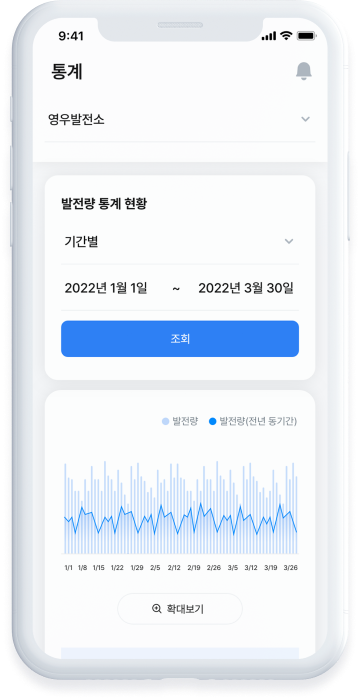 9:41
통계
영우발전소
발전량 통계 현황
기간별
2022년 1월 1일 ~ 2022년 3월 30일
조회
발전량 발전량(전년 동기간)
1/1 1/8 1/15 1/22 1/29 2/5 2/12 2/19 2/26 3/5 3/12 3/19 3/26
확대보기